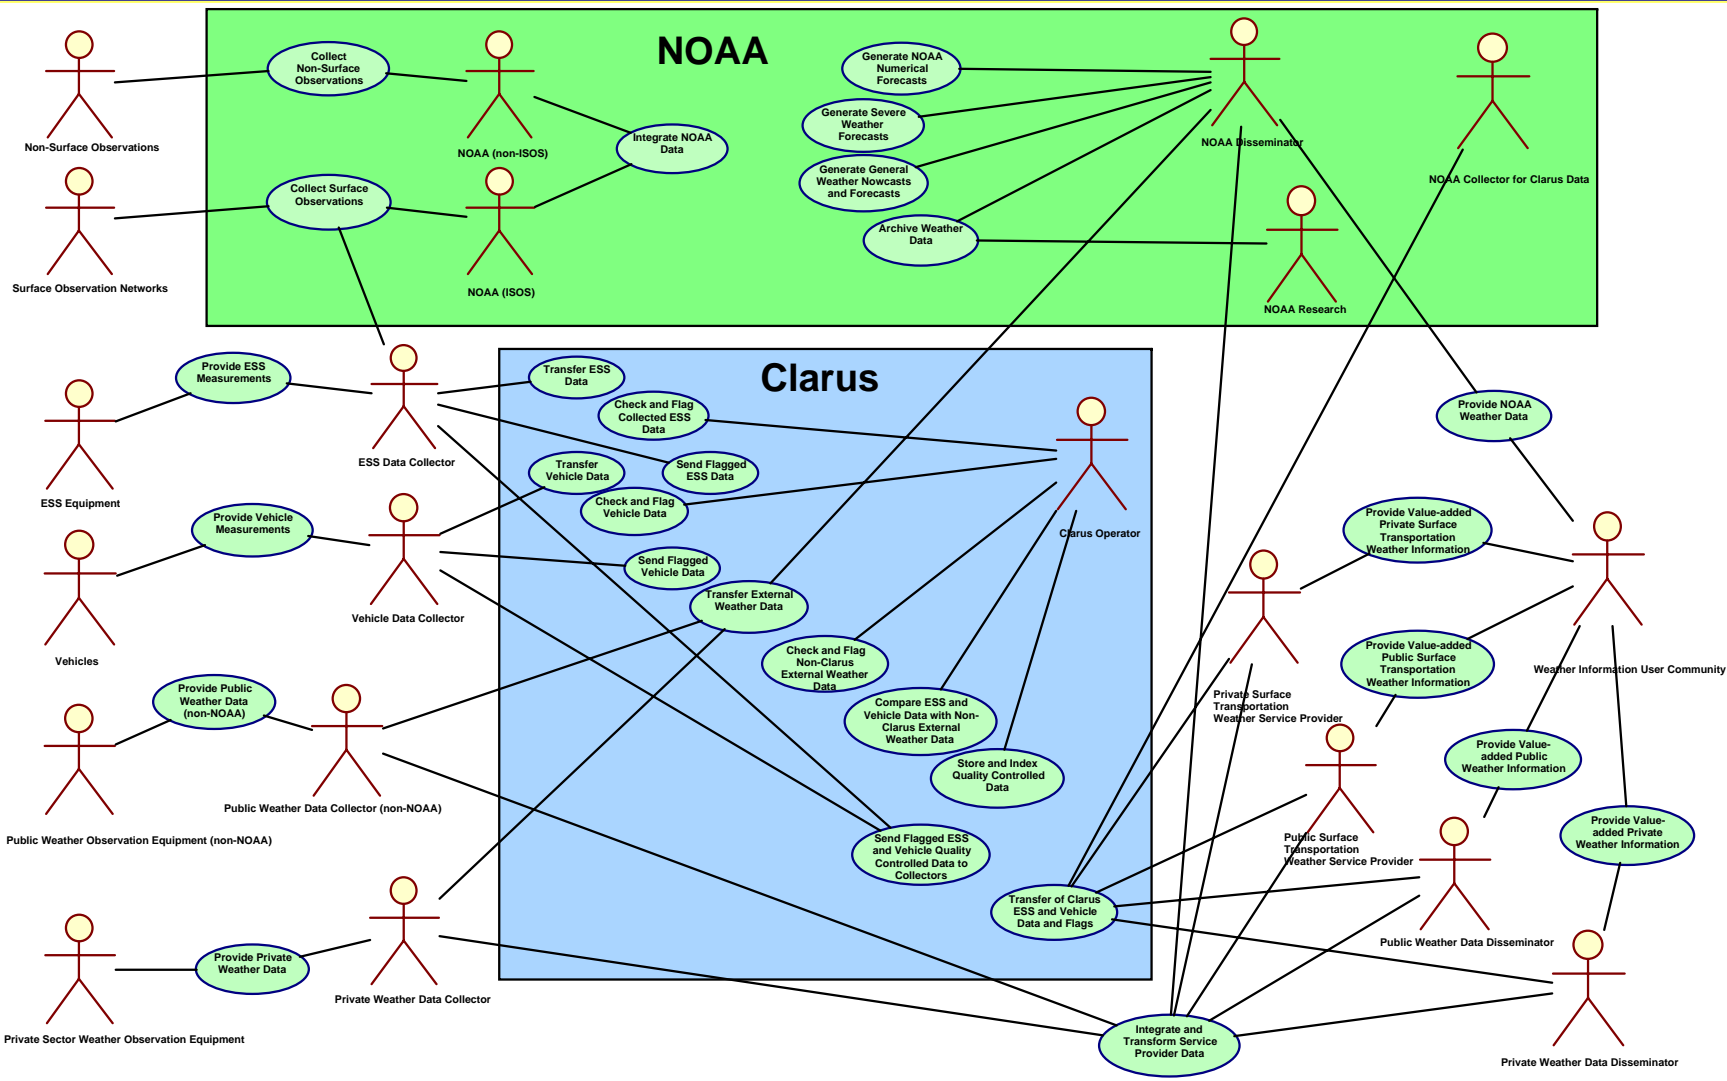 NOAA
Collect
Non-Surface
Observations
Generate NOAA
Numerical
Forecasts
Generate Severe
Weather
Forecasts
Integrate NOAA
Data
NOAA Disseminator
Non-Surface Observations
NOAA (non-ISOS)
Generate General
Weather Nowcasts
and Forecasts
NOAA Collector for Clarus Data
Collect Surface
Observations
Archive Weather
Data
Surface Observation Networks
NOAA (ISOS)
NOAA Research
Clarus
Provide ESS
Measurements
Transfer ESS
Data
Check and Flag
Collected ESS
Data
Provide NOAA
Weather Data
ESS Data Collector
Transfer
Vehicle Data
Send Flagged
ESS Data
ESS Equipment
Check and Flag
Vehicle Data
Provide Vehicle
Measurements
Clarus Operator
Provide Value-added
Private Surface
Transportation
Weather Information
Send Flagged
Vehicle Data
Transfer External
Weather Data
Vehicle Data Collector
Vehicles
Check and Flag
Non-Clarus
External Weather
Data
Provide Value-added
Public Surface
Transportation
Weather Information
Weather Information User Community
Provide Public
Weather Data
(non-NOAA)
Private Surface
Transportation
Weather Service Provider
Compare ESS and
Vehicle Data with Non-
Clarus External
Weather Data
Provide Value-
added Public
Weather Information
Store and Index
Quality Controlled
Data
Public Weather Data Collector (non-NOAA)
Public Weather Observation Equipment (non-NOAA)
Send Flagged ESS
and Vehicle Quality
Controlled Data to
Collectors
Public Surface
Transportation
Weather Service Provider
Provide Value-
added Private
Weather Information
Transfer of Clarus
ESS and Vehicle
Data and Flags
Public Weather Data Disseminator
Provide Private
Weather Data
Private Weather Data Collector
Private Sector Weather Observation Equipment
Integrate and
Transform Service
Provider Data
Private Weather Data Disseminator